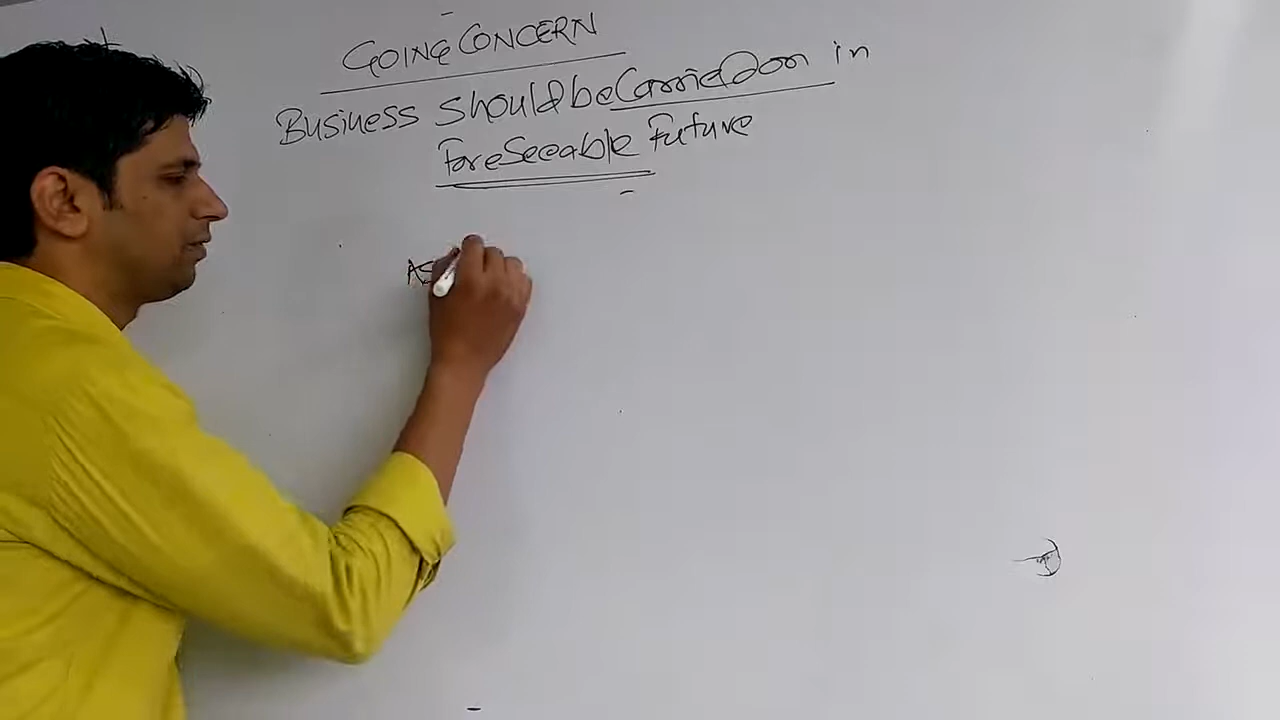 GOING CONCERN
Business should be Carried on in
Foreseeable Future
AS